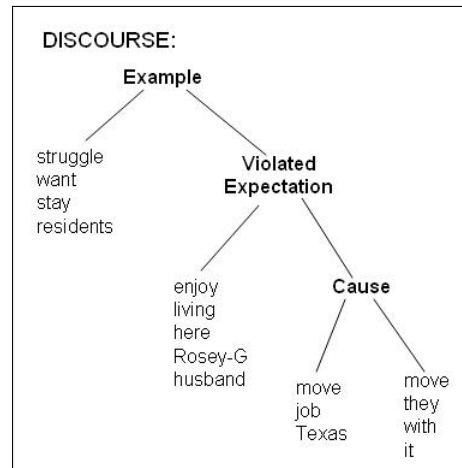 DISCOURSE:
Example
struggle
want
stay
residents
Violated
Expectation
enjoy
living
here
Rosey-G
husband
Cause
move
job
Texas
move
they
with
it